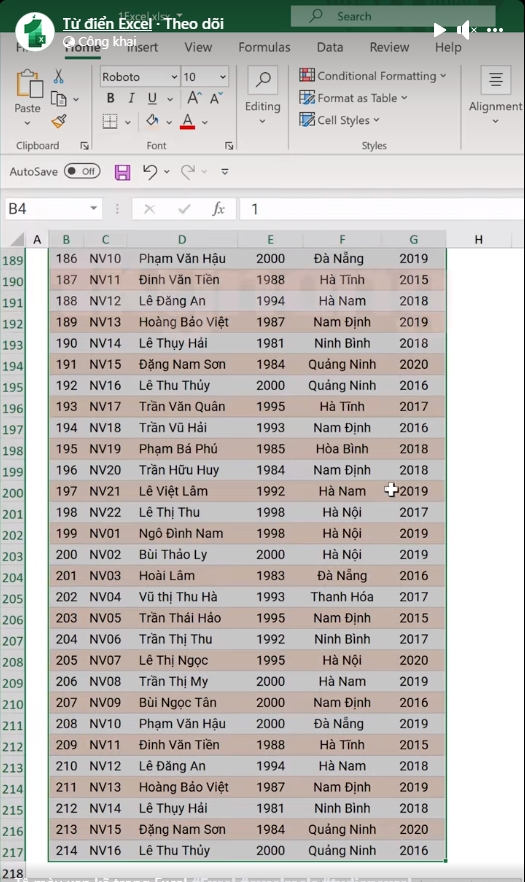 1Excel.xlsx
Search
Từ điển Excel · Theo dõi
Công khai
Home Insert View Formulas Data Review Help
Paste
Clipboard
Roboto 10
B I U A A
A
Font
Editing
Conditional Formatting
Format as Table
Cell Styles
Styles
Alignment
AutoSave Off
B4 fx 1
A B C D E F G H
189 186 NV10 Phạm Văn Hậu 2000 Đà Nẵng 2019
190 187 NV11 Đinh Văn Tiền 1988 Hà Tĩnh 2015
191 188 NV12 Lê Đăng An 1994 Hà Nam 2018
192 189 NV13 Hoàng Bảo Việt 1987 Nam Định 2019
193 190 NV14 Lê Thụy Hải 1981 Ninh Bình 2018
194 191 NV15 Đặng Nam Sơn 1984 Quảng Ninh 2020
195 192 NV16 Lê Thu Thủy 2000 Quảng Ninh 2016
196 193 NV17 Trần Văn Quân 1995 Hà Tĩnh 2017
197 194 NV18 Trần Vũ Hải 1993 Nam Định 2016
198 195 NV19 Phạm Bá Phú 1985 Hòa Bình 2018
199 196 NV20 Trần Hữu Huy 1984 Nam Định 2018
200 197 NV21 Lê Việt Lâm 1992 Hà Nam 2019
201 198 NV22 Lê Thị Thu 1998 Hà Nội 2017
202 199 NV01 Ngô Đình Nam 1998 Hà Nội 2019
203 200 NV02 Bùi Thảo Ly 2000 Hà Nội 2019
204 201 NV03 Hoài Lâm 1983 Đà Nẵng 2016
205 202 NV04 Vũ thị Thu Hà 1993 Thanh Hóa 2017
206 203 NV05 Trần Thái Hảo 1995 Nam Định 2015
207 204 NV06 Trần Thị Thu 1992 Ninh Bình 2017
208 205 NV07 Lê Thị Ngọc 1995 Hà Nội 2020
209 206 NV08 Trần Thị My 2000 Hà Nam 2019
210 207 NV09 Bùi Ngọc Tân 2000 Nam Định 2016
211 208 NV10 Phạm Văn Hậu 2000 Đà Nẵng 2019
212 209 NV11 Đinh Văn Tiền 1988 Hà Tĩnh 2015
213 210 NV12 Lê Đăng An 1994 Hà Nam 2018
214 211 NV13 Hoàng Bảo Việt 1987 Nam Định 2019
215 212 NV14 Lê Thụy Hải 1981 Ninh Bình 2018
216 213 NV15 Đặng Nam Sơn 1984 Quảng Ninh 2020
217 214 NV16 Lê Thu Thủy 2000 Quảng Ninh 2016
218